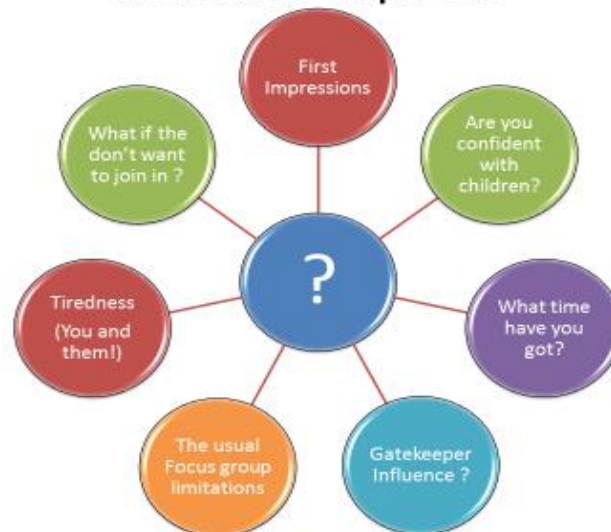 First
Impressions
Are you
confident
with
children?
What time
have you
got?
Gatekeeper
Influence ?
The usual
Focus group
limitations
Tiredness
(You and
them!)
What if the
don't want
to join in ?
?